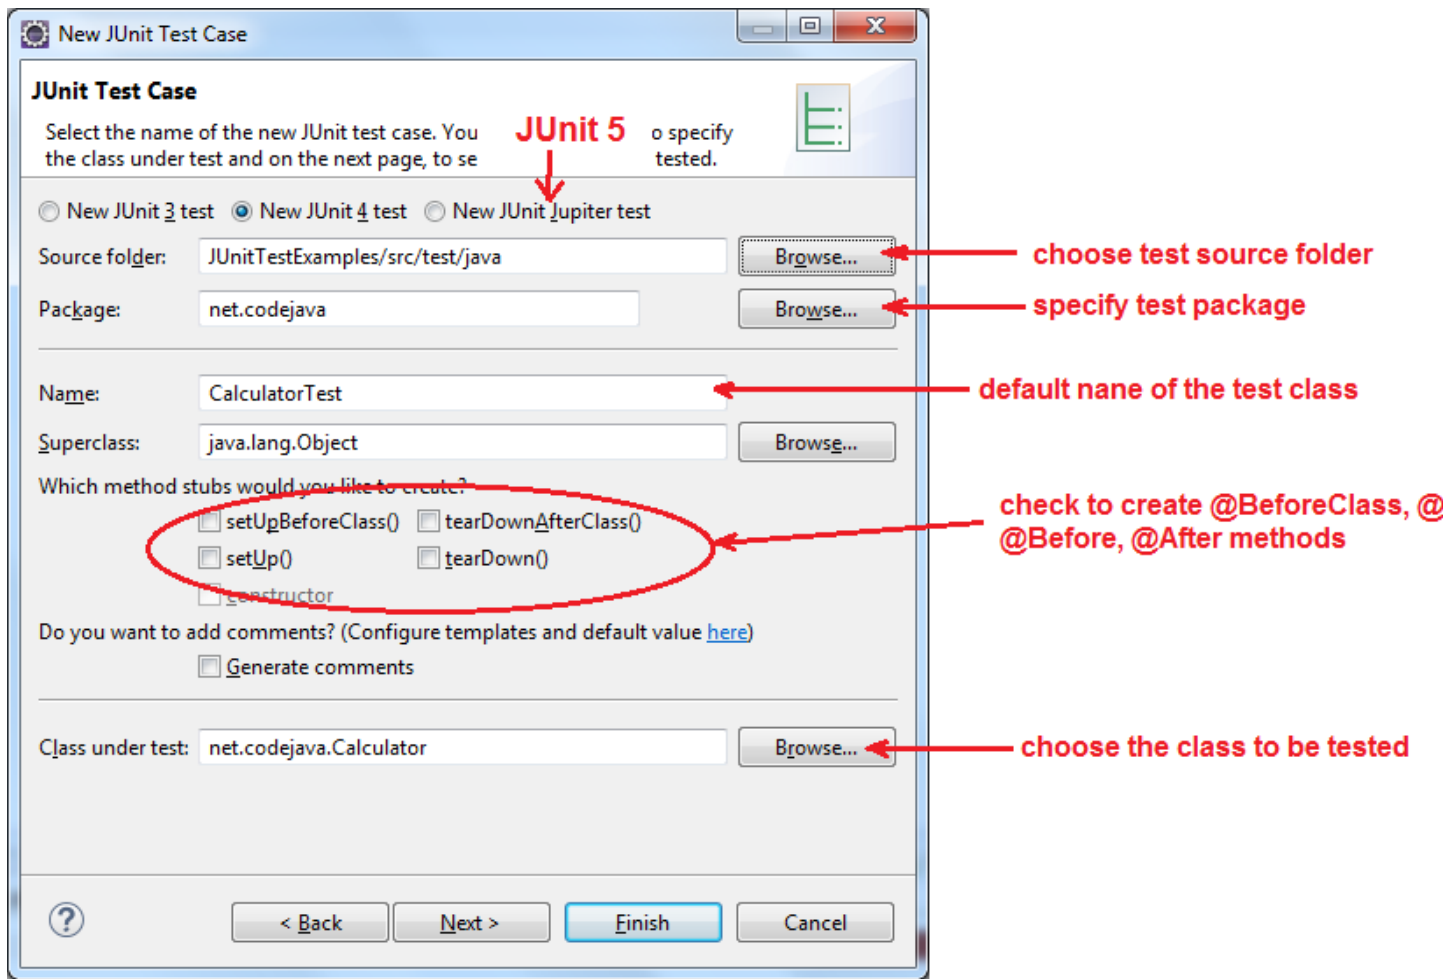 New JUnit Test Case
JUnit Test Case
Select the name of the new JUnit test case. You JUnit 5 o specify
the class under test and on the next page, to se tested.
New JUnit 3 test New JUnit 4 test New JUnit Jupiter test
Source folder: JUnitTestExamples/src/test/java Browse... choose test source folder
Package: net.codejava Browse... specify test package
Name: CalculatorTest default nane of the test class
Superclass: java.lang.Object Browse...
Which method stubs would you like to create?
check to create @BeforeClass, @
@Before, @After methods
setUpBeforeClass() tearDownAfterClass()
setUp() tearDown()
constructor
Do you want to add comments? (Configure templates and default value here)
Generate comments
Class under test: net.codejava.Calculator Browse... choose the class to be tested
? < Back Next > Finish Cancel